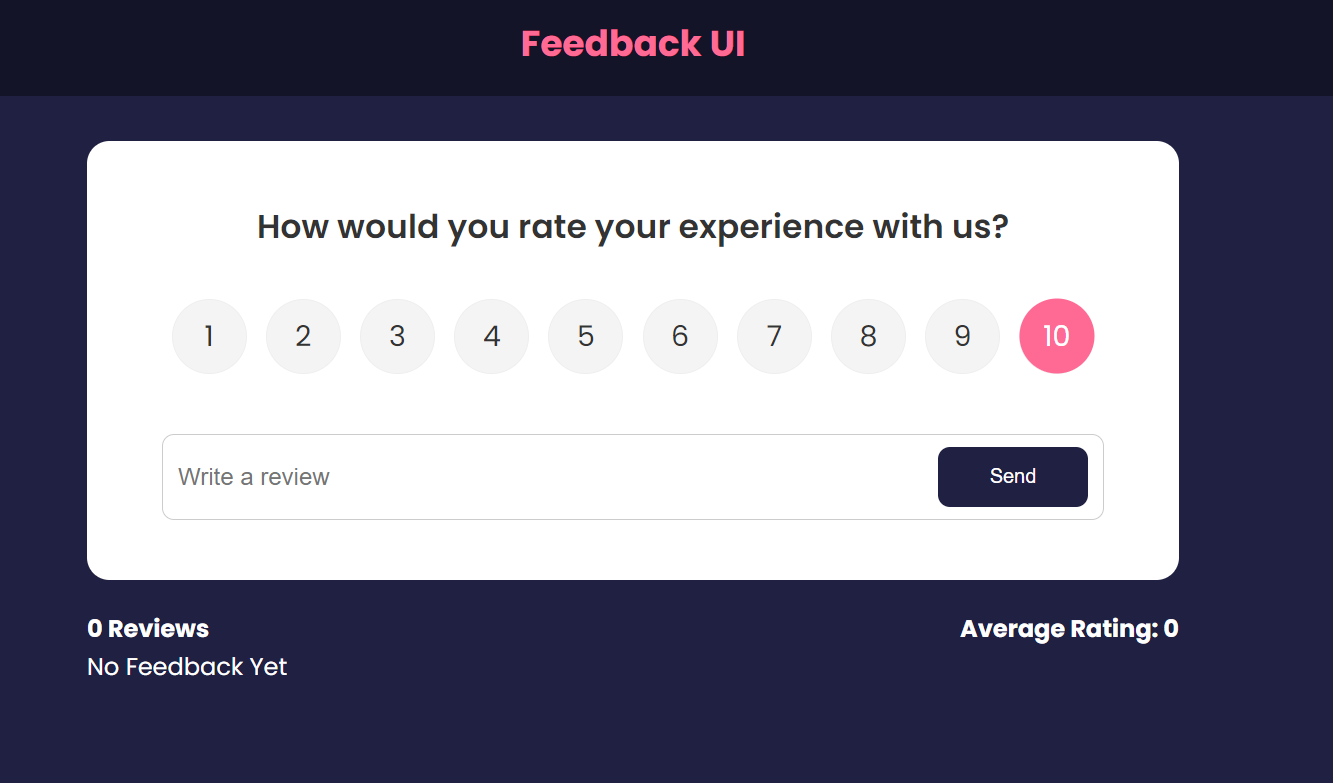 Feedback UI
How would you rate your experience with us?
1 2 3 4 5 6 7 8 9 10
Write a review Send
0 Reviews Average Rating: 0
No Feedback Yet